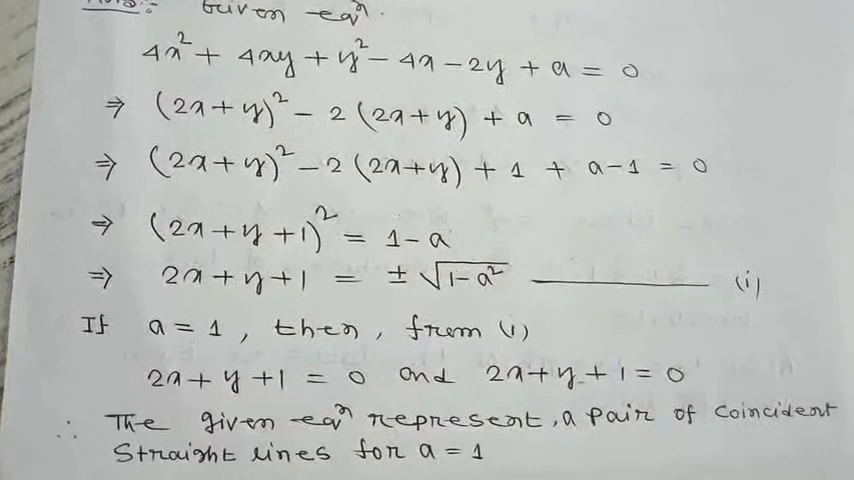 Given eqn.
4x² + 4xy + y² - 4x - 2y + a = 0
⇒ (2x + y)² - 2 (2x + y) + a = 0
⇒ (2x + y)² - 2 (2x + y) + 1 + a - 1 = 0
⇒ (2x + y + 1)² = 1 - a
⇒ 2x + y + 1 = ± √1 - a² ———— (i)
If a = 1, then, from (1)
2x + y + 1 = 0 and 2x + y + 1 = 0
∴ The given eqn represent, a pair of coincident
Straight lines for a = 1